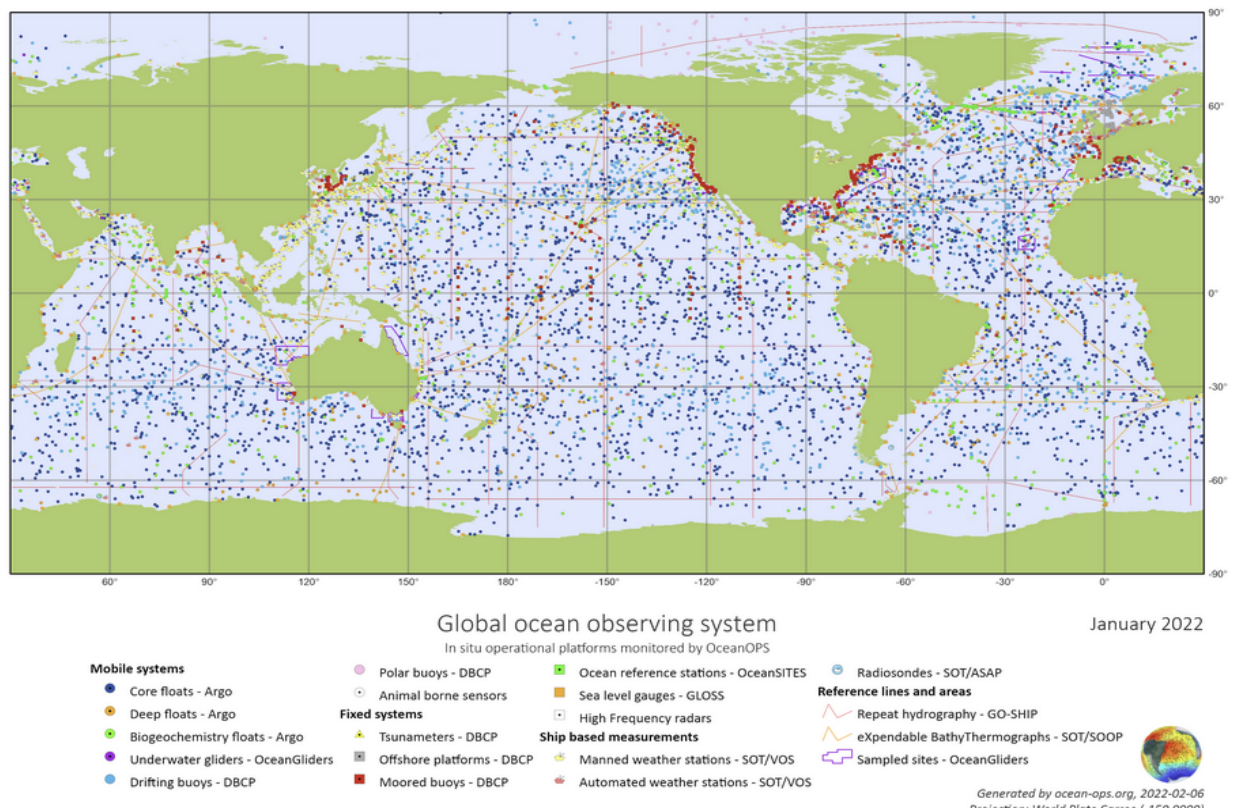 90°
60°
30°
0°
-30°
-60°
-90°
60° 90° 120° 150° 180° -150° -120° -90° -60° -30° 0°
Global ocean observing system
January 2022
In situ operational platforms monitored by OceanOPS
Mobile systems
Core floats - Argo
Deep floats - Argo
Biogeochemistry floats - Argo
Underwater gliders - OceanGliders
Drifting buoys - DBCP
Polar buoys - DBCP
Animal borne sensors
Fixed systems
Tsunameters - DBCP
Offshore platforms - DBCP
Moored buoys - DBCP
Ocean reference stations - OceanSITES
Sea level gauges - GLOSS
High Frequency radars
Ship based measurements
Manned weather stations - SOT/VOS
Automated weather stations - SOT/VOS
Radiosondes - SOT/ASAP
Reference lines and areas
Repeat hydrography - GO-SHIP
eXpendable BathyThermographs - SOT/SOOP
Sampled sites - OceanGliders
Generated by ocean-ops.org, 2022-02-06
Projection: World Plate Carree